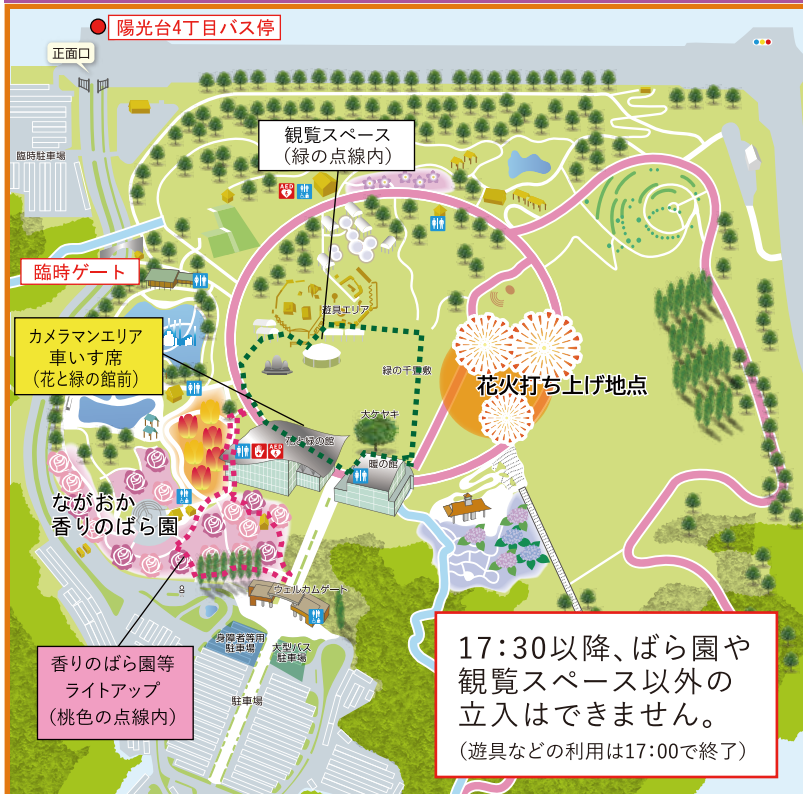 陽光台4丁目バス停
正面口
臨時駐車場
観覧スペース
（緑の点線内）
AED
臨時ゲート
遊具エリア
カメラマンエリア
車いす席
（花と緑の館前）
緑の千畳敷
花火打ち上げ地点
大ケヤキ
花と緑の館
AED
暖の館
ながおか
香りのばら園
ウェルカムゲート
身障者等用
駐車場
大型バス
駐車場
駐車場
香りのばら園等
ライトアップ
（桃色の点線内）
17：30以降、ばら園や
観覧スペース以外の
立入はできません。
（遊具などの利用は17：00で終了）